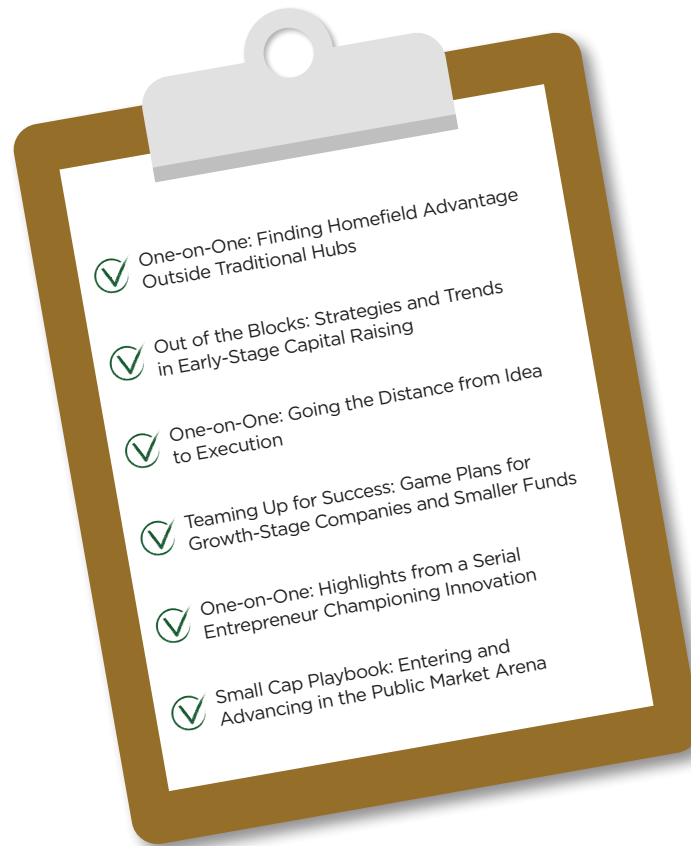 One-on-One: Finding Homefield Advantage
Outside Traditional Hubs
Out of the Blocks: Strategies and Trends
in Early-Stage Capital Raising
One-on-One: Going the Distance from Idea
to Execution
Teaming Up for Success: Game Plans for
Growth-Stage Companies and Smaller Funds
One-on-One: Highlights from a Serial
Entrepreneur Championing Innovation
Small Cap Playbook: Entering and
Advancing in the Public Market Arena